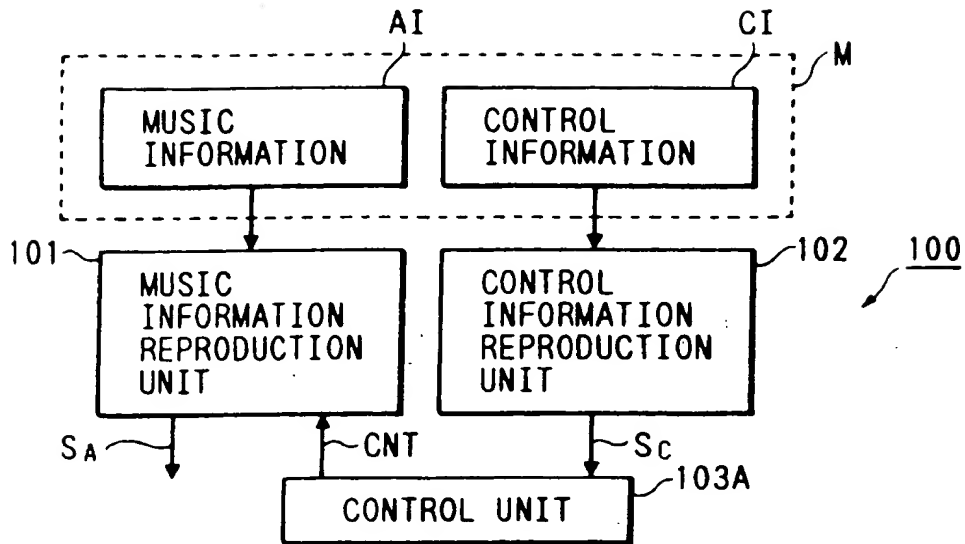 AI
CI
M
MUSIC
INFORMATION
CONTROL
INFORMATION
101
102
100
MUSIC
INFORMATION
REPRODUCTION
UNIT
CONTROL
INFORMATION
REPRODUCTION
UNIT
SA
CNT
SC
103A
CONTROL UNIT